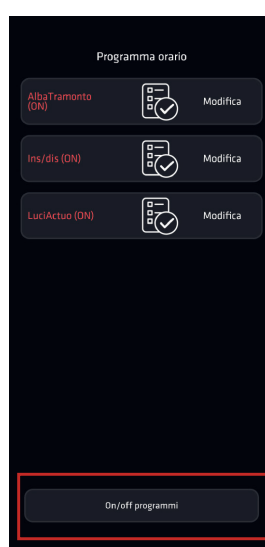 Programma orario
AlbaTramonto
(ON)
Modifica
Ins/dis (ON)
Modifica
LuciActuo (ON)
Modifica
On/off programmi